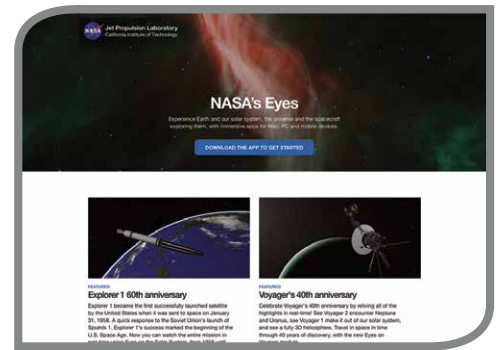 NASA
Jet Propulsion Laboratory
California Institute of Technology
NASA's Eyes
Experience Earth and our solar system, the universe and the spacecraft
exploring them, with immersive apps for Mac, PC and mobile devices
DOWNLOAD THE APP TO GET STARTED
FEATURED
Explorer 1 60th anniversary
Explorer 1 became the first successfully launched satellite
by the United States when it was sent to space on January
31, 1958. A quick response to the Soviet Union's launch of
Sputnik 1, Explorer 1's success marked the beginning of the
U.S. Space Age. Now you can watch the entire mission in
FEATURED
Voyager's 40th anniversary
Celebrate Voyager's 40th anniversary by reliving all of the
highlights in real-time! See Voyager 2 encounter Neptune
and Uranus, see Voyager 1 make it out of our solar system,
and see a fully 3D heliosphere. Travel in space in time
through 40 years of discovery, with the new Eyes on